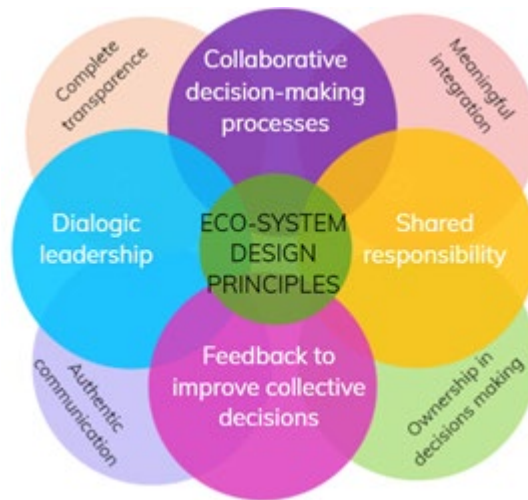 Complete
transparence
Collaborative
decision-making
processes
Meaningful
integration
Dialogic
leadership
ECO-SYSTEM
DESIGN
PRINCIPLES
Shared
responsibility
Authentic
communication
Feedback to
improve collective
decisions
Ownership in
decisions making